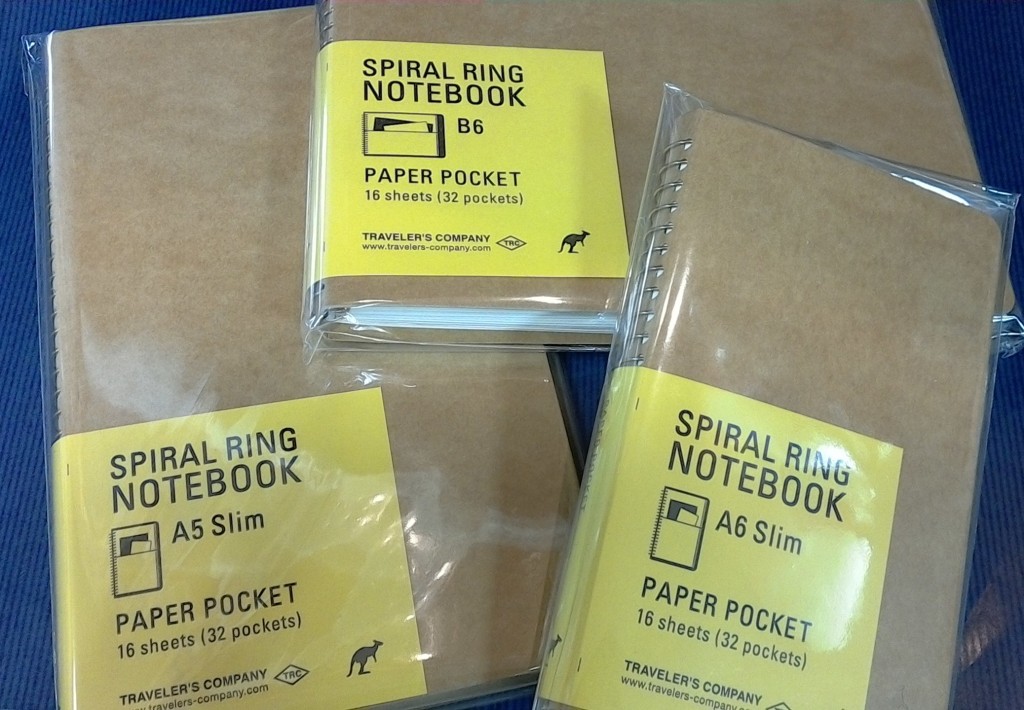 SPIRAL RING
NOTEBOOK
B6
PAPER POCKET
16 sheets (32 pockets)
TRAVELER'S COMPANY TRC
www.travelers-company.com
SPIRAL RING
NOTEBOOK
A5 Slim
PAPER POCKET
16 sheets (32 pockets)
TRAVELER'S COMPANY TRC
www.travelers-company.com
SPIRAL RING
NOTEBOOK
A6 Slim
PAPER POCKET
16 sheets (32 pockets)
TRAVELER'S COMPANY